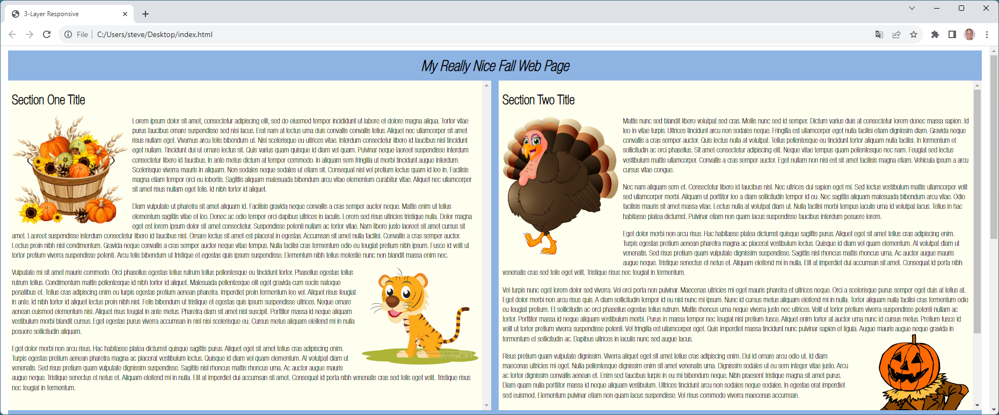 3-Layer Responsive
File
C:/Users/steve/Desktop/index.html
My Really Nice Fall Web Page
Section One Title
Lorem ipsum dolor sit amet, consectetur adipiscing elit, sed do eiusmod tempor incididunt ut labore et dolore magna aliqua. Tortor vitae
purus faucibus ornare suspendisse sed nisi lacus. Erat nam at lectus urna duis convallis convallis tellus. Aliquet nec ullamcorper sit amet
risus nullam eget. Vivamus arcu felis bibendum ut. Nisi scelerisque eu ultrices vitae. Interdum consectetur libero id faucibus nisl tincidunt
eget nullam. Tincidunt dui ut ornare lectus sit. Quis varius quam quisque id diam vel quam. Pulvinar neque laoreet suspendisse interdum
consectetur libero id faucibus. In ante metus dictum at tempor commodo. In aliquam sem fringilla ut morbi tincidunt augue interdum.
Scelerisque viverra mauris in aliquam. Non sodales neque sodales ut etiam sit. Consequat nisl vel pretium lectus quam id leo in. Facilisis
magna etiam tempor orci eu lobortis. Sagittis aliquam malesuada bibendum arcu vitae elementum curabitur vitae. Aliquet nec ullamcorper
sit amet risus nullam eget felis. Id nibh tortor id aliquet.
Diam vulputate ut pharetra sit amet aliquam id. Facilisis gravida neque convallis a cras semper auctor neque. Mattis enim ut tellus
elementum sagittis vitae et leo. Donec ac odio tempor orci dapibus ultrices in iaculis. Lorem sed risus ultricies tristique nulla. Dolor magna
eget est lorem ipsum dolor sit amet consectetur. Suspendisse potenti nullam ac tortor vitae. Nam libero justo laoreet sit amet cursus sit
amet. Laoreet suspendisse interdum consectetur libero id faucibus nisl. Ornare lectus sit amet est placerat in egestas. Accumsan sit amet nulla facilisi. Convallis a cras semper auctor.
Lectus proin nibh nisl condimentum. Gravida neque convallis a cras semper auctor neque vitae tempus. Nulla facilisi cras fermentum odio eu feugiat pretium nibh ipsum. Fusce id velit ut
tortor pretium viverra suspendisse potenti. Arcu felis bibendum ut tristique et egestas quis ipsum suspendisse. Elementum nibh tellus molestie nunc non blandit massa enim nec.
Vulputate mi sit amet mauris commodo. Orci phasellus egestas tellus rutrum tellus pellentesque eu tincidunt tortor. Phasellus egestas tellus
rutrum tellus. Condimentum mattis pellentesque id nibh tortor id aliquet. Malesuada pellentesque elit eget gravida cum sociis natoque
penatibus et. Tellus cras adipiscing enim eu turpis egestas pretium aenean pharetra. Imperdiet proin fermentum leo vel. Aliquet risus feugiat
in ante. Id nibh tortor id aliquet lectus proin nibh nisl. Felis bibendum ut tristique et egestas quis ipsum suspendisse ultrices. Neque ornare
aenean euismod elementum nisi. Aliquet risus feugiat in ante metus. Pharetra diam sit amet nisl suscipit. Porttitor massa id neque aliquam
vestibulum morbi blandit cursus. Eget egestas purus viverra accumsan in nisl nisi scelerisque eu. Cursus metus aliquam eleifend mi in nulla
posuere sollicitudin aliquam.
Eget dolor morbi non arcu risus. Hac habitasse platea dictumst quisque sagittis purus. Aliquet eget sit amet tellus cras adipiscing enim.
Turpis egestas pretium aenean pharetra magna ac placerat vestibulum lectus. Quisque id diam vel quam elementum. At volutpat diam ut
venenatis. Sed risus pretium quam vulputate dignissim suspendisse. Sagittis nisl rhoncus mattis rhoncus urna. Ac auctor augue mauris
augue neque. Tristique senectus et netus et. Aliquam eleifend mi in nulla. Elit at imperdiet dui accumsan sit amet. Consequat id porta nibh venenatis cras sed felis eget velit. Tristique risus
nec feugiat in fermentum.
Section Two Title
Mattis nunc sed blandit libero volutpat sed cras. Mollis nunc sed id semper. Dictum varius duis at consectetur lorem donec massa sapien. Id
leo in vitae turpis. Ultrices tincidunt arcu non sodales neque. Fringilla est ullamcorper eget nulla facilisi etiam dignissim diam. Gravida neque
convallis a cras semper auctor. Quis lectus nulla at volutpat. Tellus pellentesque eu tincidunt tortor aliquam nulla facilisi. In fermentum et
sollicitudin ac orci phasellus. Sit amet consectetur adipiscing elit. Neque vitae tempus quam pellentesque nec nam. Feugiat sed lectus
vestibulum mattis ullamcorper. Convallis a cras semper auctor. Eget nullam non nisi est sit amet facilisis magna etiam. Vehicula ipsum a arcu
cursus vitae congue.
Nec nam aliquam sem et. Consectetur libero id faucibus nisl. Nec ultrices dui sapien eget mi. Sed lectus vestibulum mattis ullamcorper velit
sed ullamcorper morbi. Aliquam ut porttitor leo a diam sollicitudin tempor id eu. Nec sagittis aliquam malesuada bibendum arcu vitae. Odio
facilisis mauris sit amet massa vitae. Lectus nulla at volutpat diam ut. Nulla facilisi morbi tempus iaculis urna id volutpat lacus. Tellus in hac
habitasse platea dictumst. Pulvinar etiam non quam lacus suspendisse faucibus interdum posuere lorem.
Eget dolor morbi non arcu risus. Hac habitasse platea dictumst quisque sagittis purus. Aliquet eget sit amet tellus cras adipiscing enim.
Turpis egestas pretium aenean pharetra magna ac placerat vestibulum lectus. Quisque id diam vel quam elementum. At volutpat diam ut
venenatis. Sed risus pretium quam vulputate dignissim suspendisse. Sagittis nisl rhoncus mattis rhoncus urna. Ac auctor augue mauris
augue neque. Tristique senectus et netus et. Aliquam eleifend mi in nulla. Elit at imperdiet dui accumsan sit amet. Consequat id porta nibh
venenatis cras sed felis eget velit. Tristique risus nec feugiat in fermentum.
Vel turpis nunc eget lorem dolor sed viverra. Vel orci porta non pulvinar. Maecenas ultricies mi eget mauris pharetra et ultrices neque. Orci a scelerisque purus semper eget duis at tellus at.
Eget dolor morbi non arcu risus quis. A diam sollicitudin tempor id eu nisl nunc mi ipsum. Nunc id cursus metus aliquam eleifend mi in nulla. Tortor aliquam nulla facilisi cras fermentum odio
eu feugiat pretium. Et sollicitudin ac orci phasellus egestas tellus rutrum. Mattis rhoncus urna neque viverra justo nec ultrices. Velit ut tortor pretium viverra suspendisse potenti nullam ac
tortor. Porttitor massa id neque aliquam vestibulum morbi. Purus in massa tempor nec feugiat nisl pretium fusce. Aliquet enim tortor at auctor urna nunc id cursus metus. Pretium fusce id
velit ut tortor pretium viverra suspendisse potenti. Vel fringilla est ullamcorper eget. Quis imperdiet massa tincidunt nunc pulvinar sapien et ligula. Augue mauris augue neque gravida in
fermentum et sollicitudin ac. Dapibus ultrices in iaculis nunc sed augue lacus.
Risus pretium quam vulputate dignissim. Viverra aliquet eget sit amet tellus cras adipiscing enim. Dui id ornare arcu odio ut. Id diam
maecenas ultricies mi eget. Nulla pellentesque dignissim enim sit amet venenatis urna. Dignissim sodales ut eu sem integer vitae justo. Arcu
ac tortor dignissim convallis aenean et. Enim sed faucibus turpis in eu mi bibendum neque. Nibh praesent tristique magna sit amet purus.
Diam quam nulla porttitor massa id neque aliquam vestibulum. Ultrices tincidunt arcu non sodales neque sodales. In egestas erat imperdiet
sed euismod. Elementum pulvinar etiam non quam lacus suspendisse. Vel risus commodo viverra maecenas accumsan.